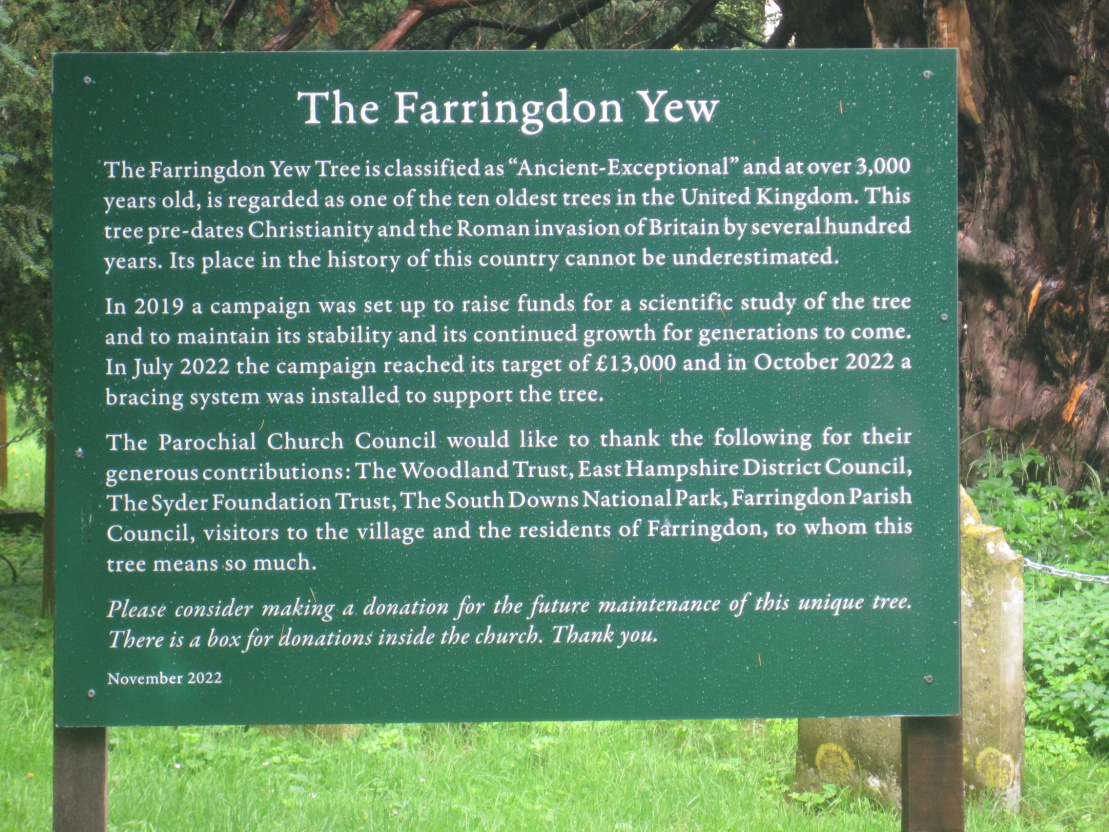 The Farringdon Yew
The Farringdon Yew Tree is classified as “Ancient-Exceptional” and at over 3,000
years old, is regarded as one of the ten oldest trees in the United Kingdom. This
tree pre-dates Christianity and the Roman invasion of Britain by several hundred
years. Its place in the history of this country cannot be underestimated.
In 2019 a campaign was set up to raise funds for a scientific study of the tree
and to maintain its stability and its continued growth for generations to come.
In July 2022 the campaign reached its target of £13,000 and in October 2022 a
bracing system was installed to support the tree.
The Parochial Church Council would like to thank the following for their
generous contributions: The Woodland Trust, East Hampshire District Council,
The Syder Foundation Trust, The South Downs National Park, Farringdon Parish
Council, visitors to the village and the residents of Farringdon, to whom this
tree means so much.
Please consider making a donation for the future maintenance of this unique tree.
There is a box for donations inside the church. Thank you.
November 2022